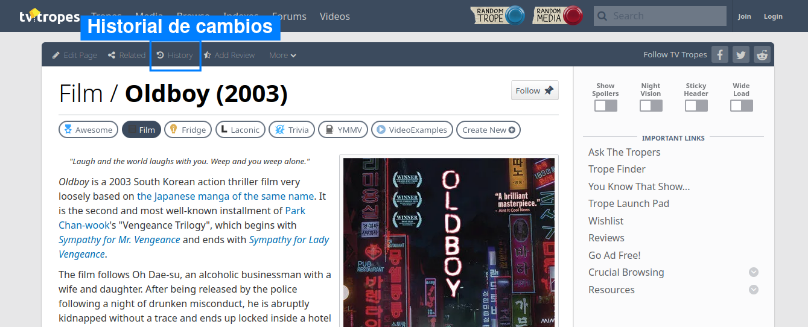 tvtropes Tropes Media Browse Indexes Forums Videos RANDOM TROPE RANDOM MEDIA Search Join Login
Historial de cambios
Edit Page Related History Add Review More Follow TV Tropes
Film / Oldboy (2003)
Follow
Awesome Film Fridge Laconic Trivia YMMV VideoExamples Create New
"Laugh and the world laughs with you. Weep and you weep alone."
Oldboy is a 2003 South Korean action thriller film very
loosely based on the Japanese manga of the same name. It
is the second and most well-known installment of Park
Chan-wook's "Vengeance Trilogy", which begins with
Sympathy for Mr. Vengeance and ends with Sympathy for Lady
Vengeance.
The film follows Oh Dae-su, an alcoholic businessman with a
wife and daughter. After being released by the police
following a night of drunken misconduct, he is abruptly
kidnapped without a trace and ends up locked inside a hotel
WINNER
WINNER
WINNER
OLDBOY
"A brilliant
masterpiece."
Show Spoilers
Night Vision
Sticky Header
Wide Load
IMPORTANT LINKS
Ask The Tropers
Trope Finder
You Know That Show...
Trope Launch Pad
Wishlist
Reviews
Go Ad Free!
Crucial Browsing
Resources